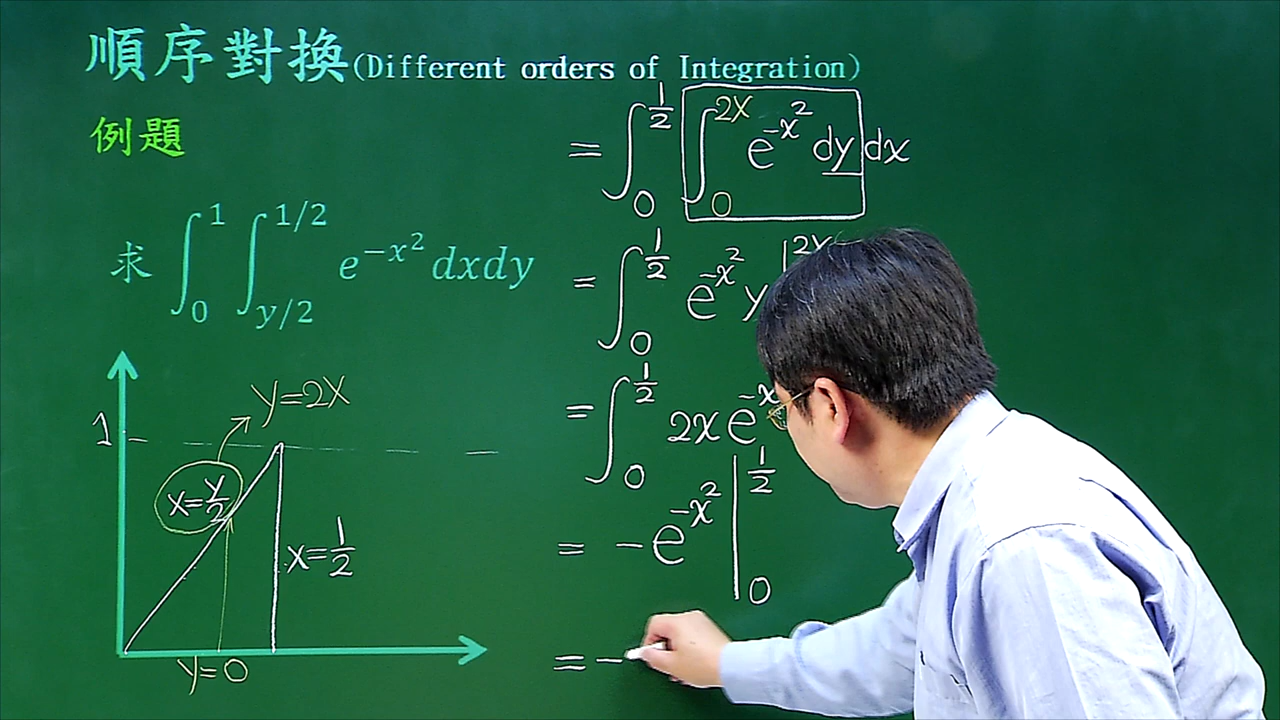 順序對換(Different orders of Integration)
例題
求 ∫_0^1 ∫_{y/2}^{1/2} e^{-x^2} dxdy
y=2x
1
x=y/2
x=1/2
y=0
= ∫_0^{1/2} ∫_0^{2x} e^{-x^2} dy dx
= ∫_0^{1/2} e^{-x^2} y |^{2x}
= ∫_0^{1/2} 2x e^{-x
= -e^{-x^2} |_0^{1/2}
= -